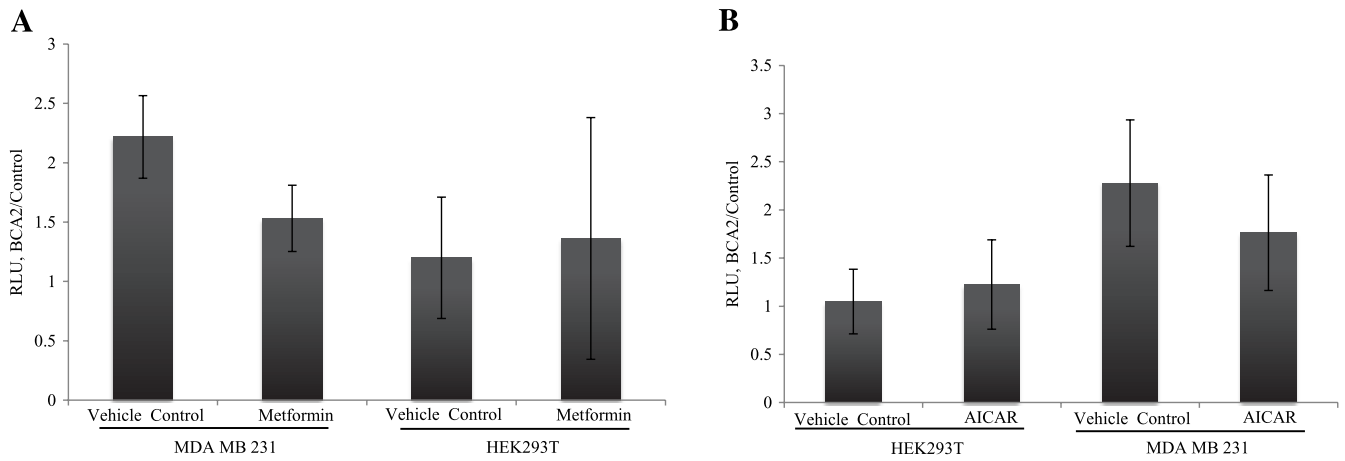 A
RLU, BCA2/Control
3
2.5
2
1.5
1
0.5
0
Vehicle Control
Metformin
Vehicle Control
Metformin
MDA MB 231
HEK293T
B
RLU, BCA2/Control
3.5
3
2.5
2
1.5
1
0.5
0
Vehicle Control
AICAR
Vehicle Control
AICAR
HEK293T
MDA MB 231